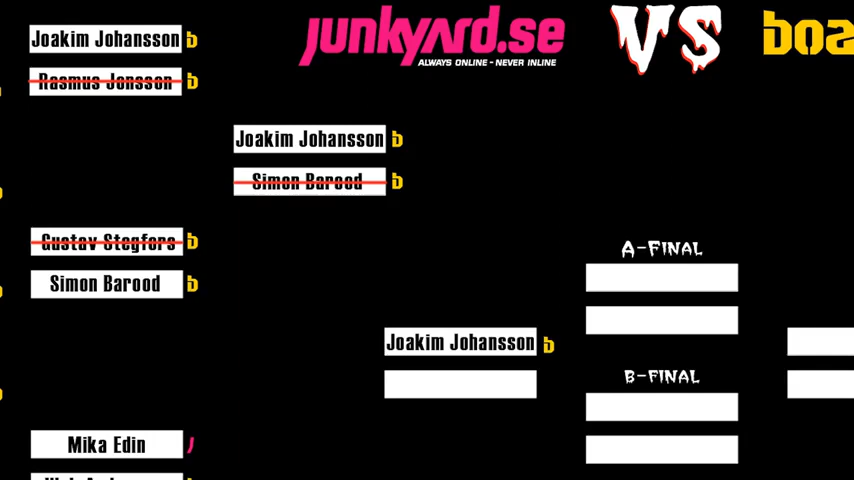 Joakim Johansson b
JUNKYARD.SE
ALWAYS ONLINE - NEVER INLINE
VS
Rasmus Jonsson b
Joakim Johansson b
Simon Barood b
Gustav Stegfors b
Simon Barood b
A-FINAL
Joakim Johansson b
B-FINAL
Mika Edin J